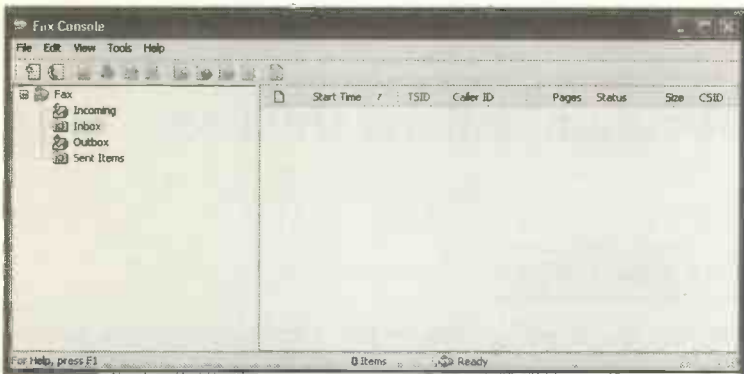 Fax Console
File Edit View Tools Help
Fax
Incoming
Inbox
Outbox
Sent Items
Start Time TSID Caller ID Pages Status Size CSID
For Help, press F1
0 Items
Ready